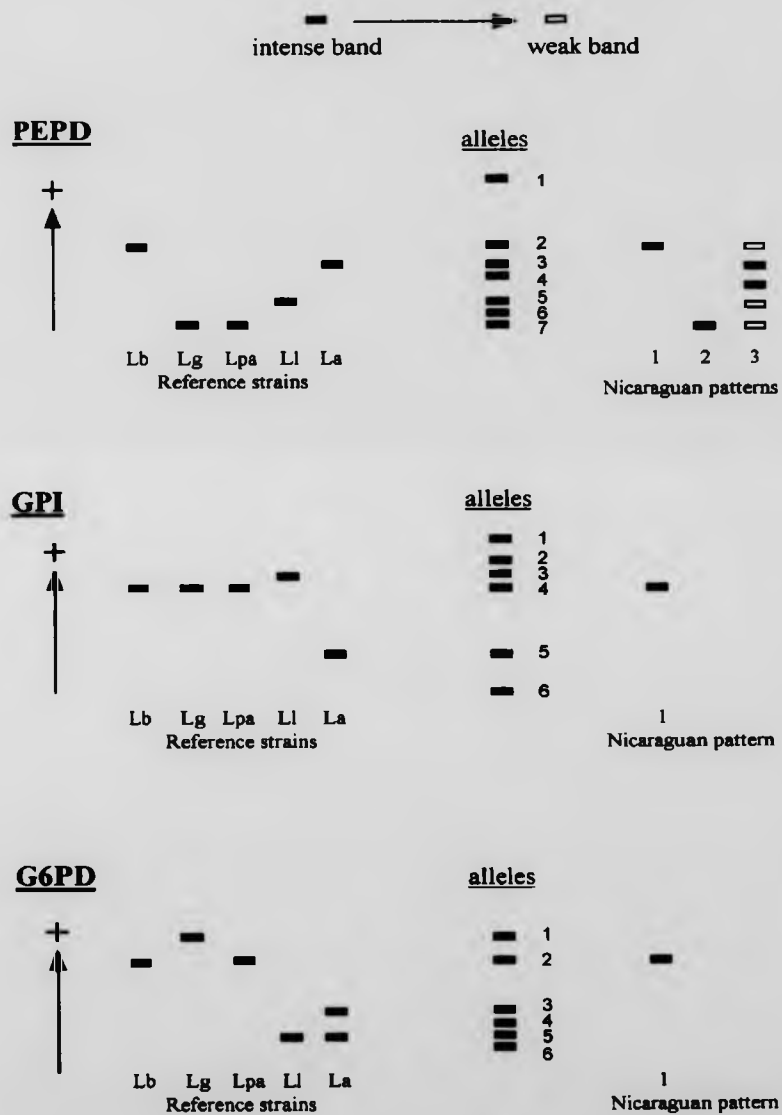 intense band weak band
PEPD
alleles
+
1
2
3
4
5
6
7
Lb Lg Lpa Ll La
Reference strains
1 2 3
Nicaraguan patterns
GPI
alleles
+
1
2
3
4
5
6
Lb Lg Lpa Ll La
Reference strains
1
Nicaraguan pattern
G6PD
alleles
+
1
2
3
4
5
6
Lb Lg Lpa Ll La
Reference strains
1
Nicaraguan pattern